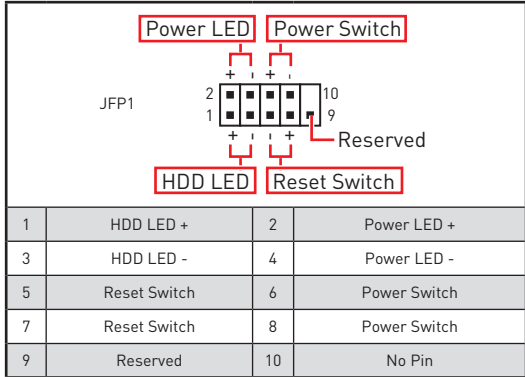 Power LED Power Switch
+ - + -
JFP1
2 10
1 9
+ - - +
Reserved
HDD LED Reset Switch
1 HDD LED + 2 Power LED +
3 HDD LED - 4 Power LED -
5 Reset Switch 6 Power Switch
7 Reset Switch 8 Power Switch
9 Reserved 10 No Pin